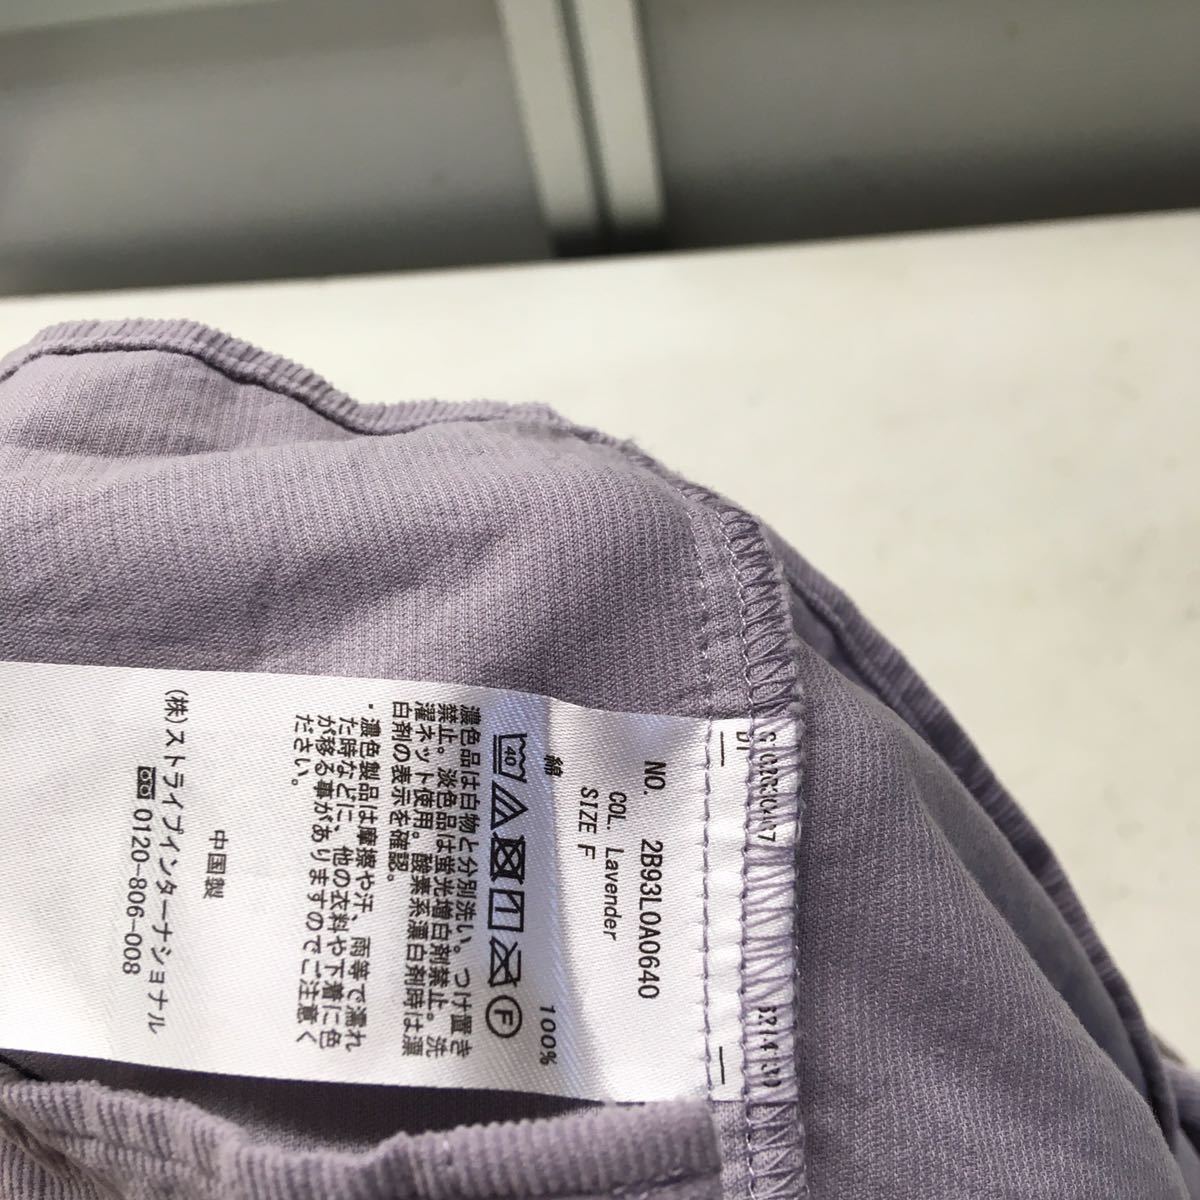 NO. 2B93L0A0640
COL. Lavender
SIZE F
綿 100%
40
F
濃色品は白物と分別洗い。つけ置き
禁止。淡色品は蛍光増白剤禁止。洗
濯ネット使用。酸素系漂白剤時は漂
白剤の表示を確認。
・濃色製品は摩擦や汗、雨等で濡れ
た時などに、他の衣料や下着に色
が移る事がありますのでご注意く
ださい。
中国製
(株)ストライプインターナショナル
0120-806-008